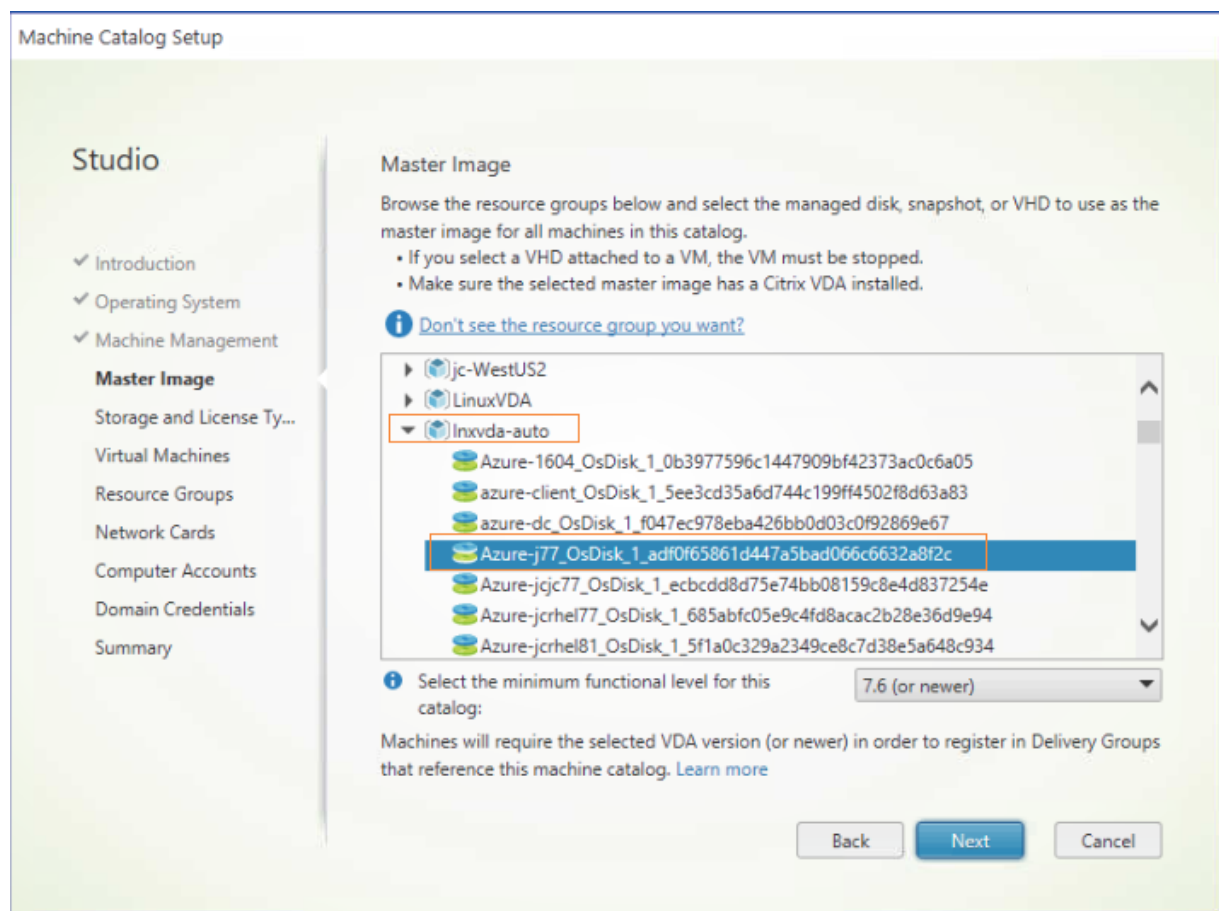 Machine Catalog Setup
Studio
Introduction
Operating System
Machine Management
Master Image
Storage and License Ty...
Virtual Machines
Resource Groups
Network Cards
Computer Accounts
Domain Credentials
Summary
Master Image
Browse the resource groups below and select the managed disk, snapshot, or VHD to use as the
master image for all machines in this catalog.
• If you select a VHD attached to a VM, the VM must be stopped.
• Make sure the selected master image has a Citrix VDA installed.
Don't see the resource group you want?
jc-WestUS2
LinuxVDA
lnxvda-auto
Azure-1604_OsDisk_1_0b3977596c1447909bf42373ac0c6a05
azure-client_OsDisk_1_5ee3cd35a6d744c199ff4502f8d63a83
azure-dc_OsDisk_1_f047ec978eba426bb0d03c0f92869e67
Azure-j77_OsDisk_1_adf0f65861d447a5bad066c6632a8f2c
Azure-jcjc77_OsDisk_1_ecbcdd8d75e74bb08159c8e4d837254e
Azure-jcrhel77_OsDisk_1_685abfc05e9c4fd8acac2b28e36d9e94
Azure-jcrhel81_OsDisk_1_5f1a0c329a2349ce8c7d38e5a648c934
Select the minimum functional level for this
catalog:
7.6 (or newer)
Machines will require the selected VDA version (or newer) in order to register in Delivery Groups
that reference this machine catalog. Learn more
Back
Next
Cancel